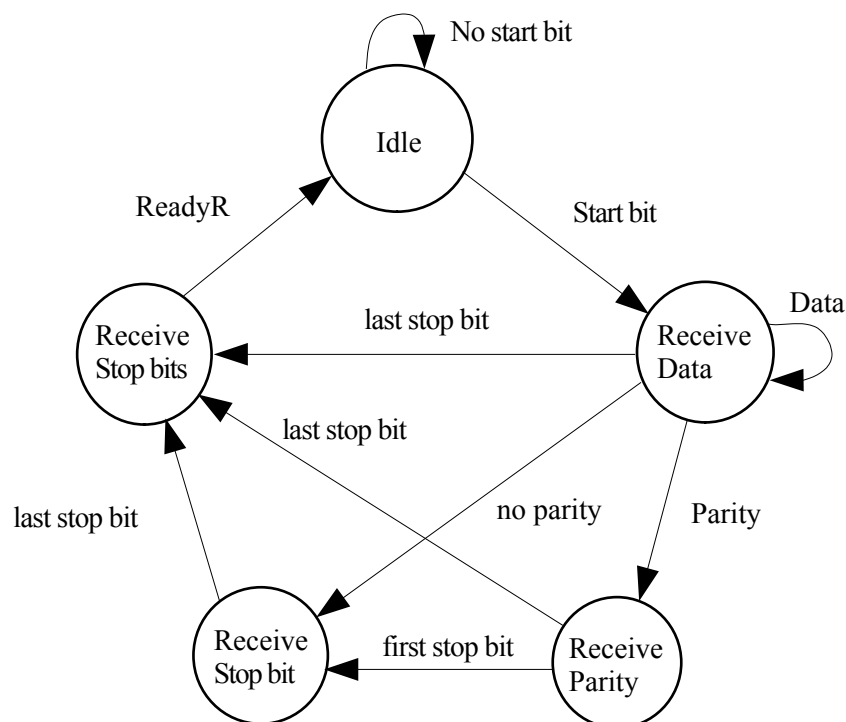 No start bit
Idle
ReadyR
Start bit
Data
last stop bit
Receive
Stop bits
Receive
Data
last stop bit
last stop bit
no parity
Parity
Receive
Stop bit
first stop bit
Receive
Parity